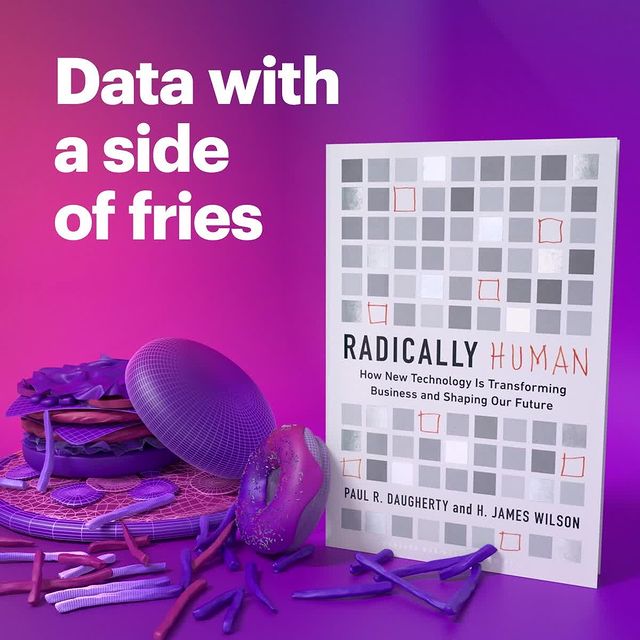 Data with
a side
of fries
RADICALLY HUMAN
How New Technology Is Transforming
Business and Shaping Our Future
PAUL R. DAUGHERTY and H. JAMES WILSON